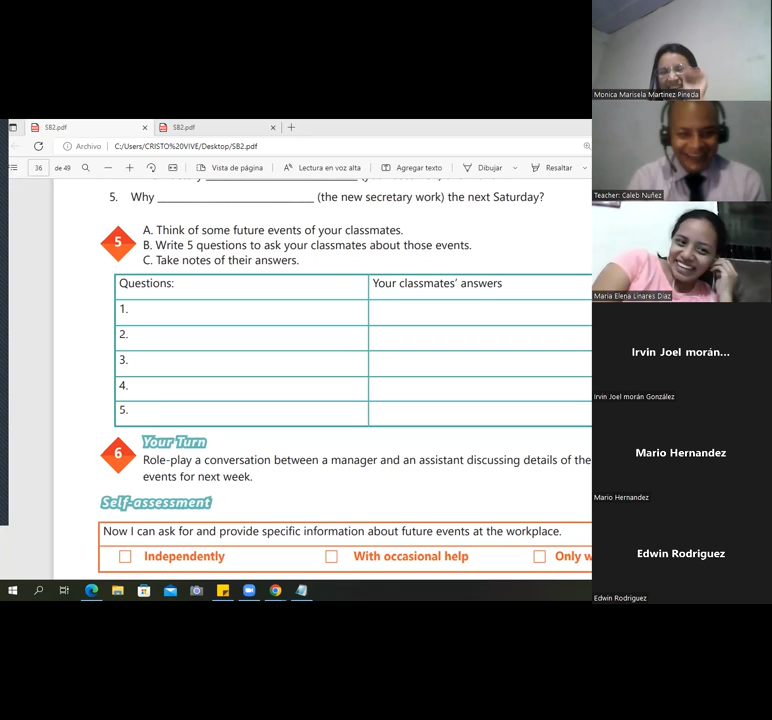 SB2.pdf
SB2.pdf
Archivo
C:/Users/CRISTO%20VIVE/Desktop/SB2.pdf
36
de 49
Vista de página
Lectura en voz alta
Agregar texto
Dibujar
Resaltar
5. Why ____________________ (the new secretary work) the next Saturday?
5
A. Think of some future events of your classmates.
B. Write 5 questions to ask your classmates about those events.
C. Take notes of their answers.
Questions:
Your classmates' answers
1.
2.
3.
4.
5.
6
Your Turn
Role-play a conversation between a manager and an assistant discussing details of the
events for next week.
Self-assessment
Now I can ask for and provide specific information about future events at the workplace.
Independently
With occasional help
Only
Monica Marisela Martinez Pineda
Teacher: Caleb Nuñez
Maria Elena Linares Diaz
Irvin Joel morán...
Irvin Joel morán González
Mario Hernandez
Mario Hernandez
Edwin Rodriguez
Edwin Rodriguez